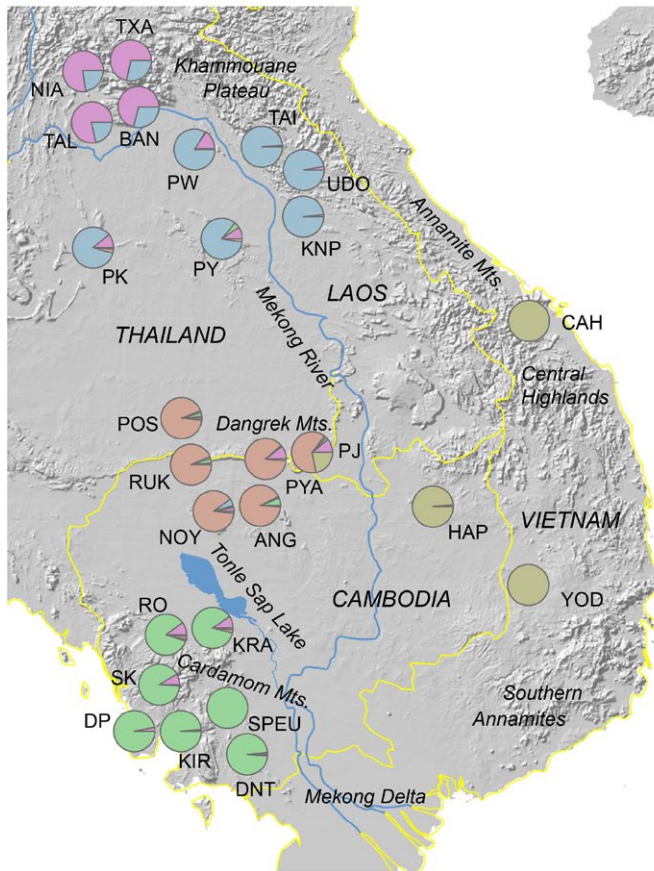 TXA
NIA
Khammouane
Plateau
TAL
BAN
TAI
PW
UDO
KNP
PK
PY
Annamite Mts.
LAOS
Mekong River
THAILAND
CAH
Central
Highlands
POS
Dangrek Mts.
PJ
RUK
PYA
NOY
ANG
HAP
VIETNAM
Tonle Sap Lake
RO
KRA
CAMBODIA
YOD
SK
Cardamom Mts.
DP
KIR
SPEU
DNT
Southern
Annamites
Mekong Delta